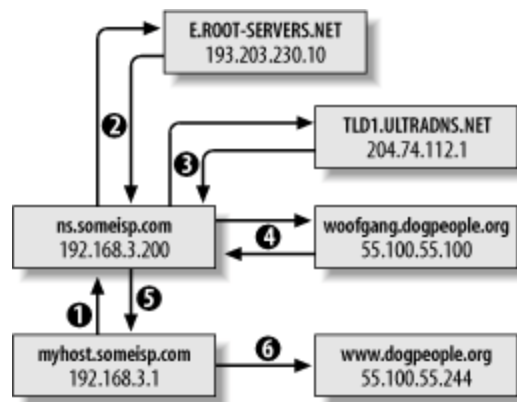 E.ROOT-SERVERS.NET
193.203.230.10
2
TLD1.ULTRADNS.NET
204.74.112.1
3
ns.someisp.com
192.168.3.200
4
woofgang.dogpeople.org
55.100.55.100
1
5
myhost.someisp.com
192.168.3.1
6
www.dogpeople.org
55.100.55.244